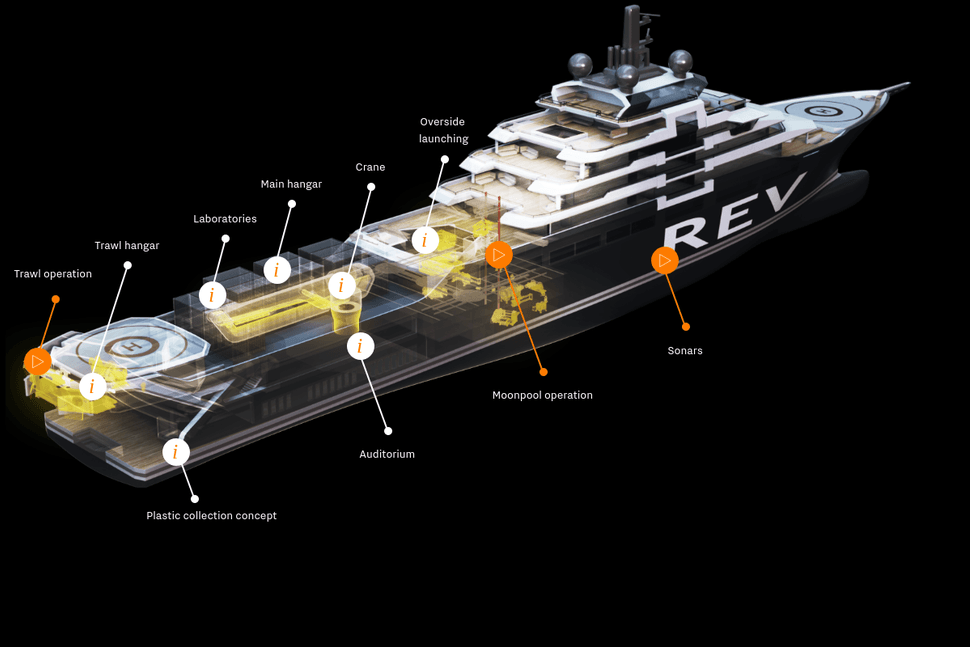 Overside
launching
Crane
Main hangar
Laboratories
Trawl hangar
Trawl operation
H
H
REV
i
i
i
i
i
i
i
Sonars
Moonpool operation
Auditorium
Plastic collection concept